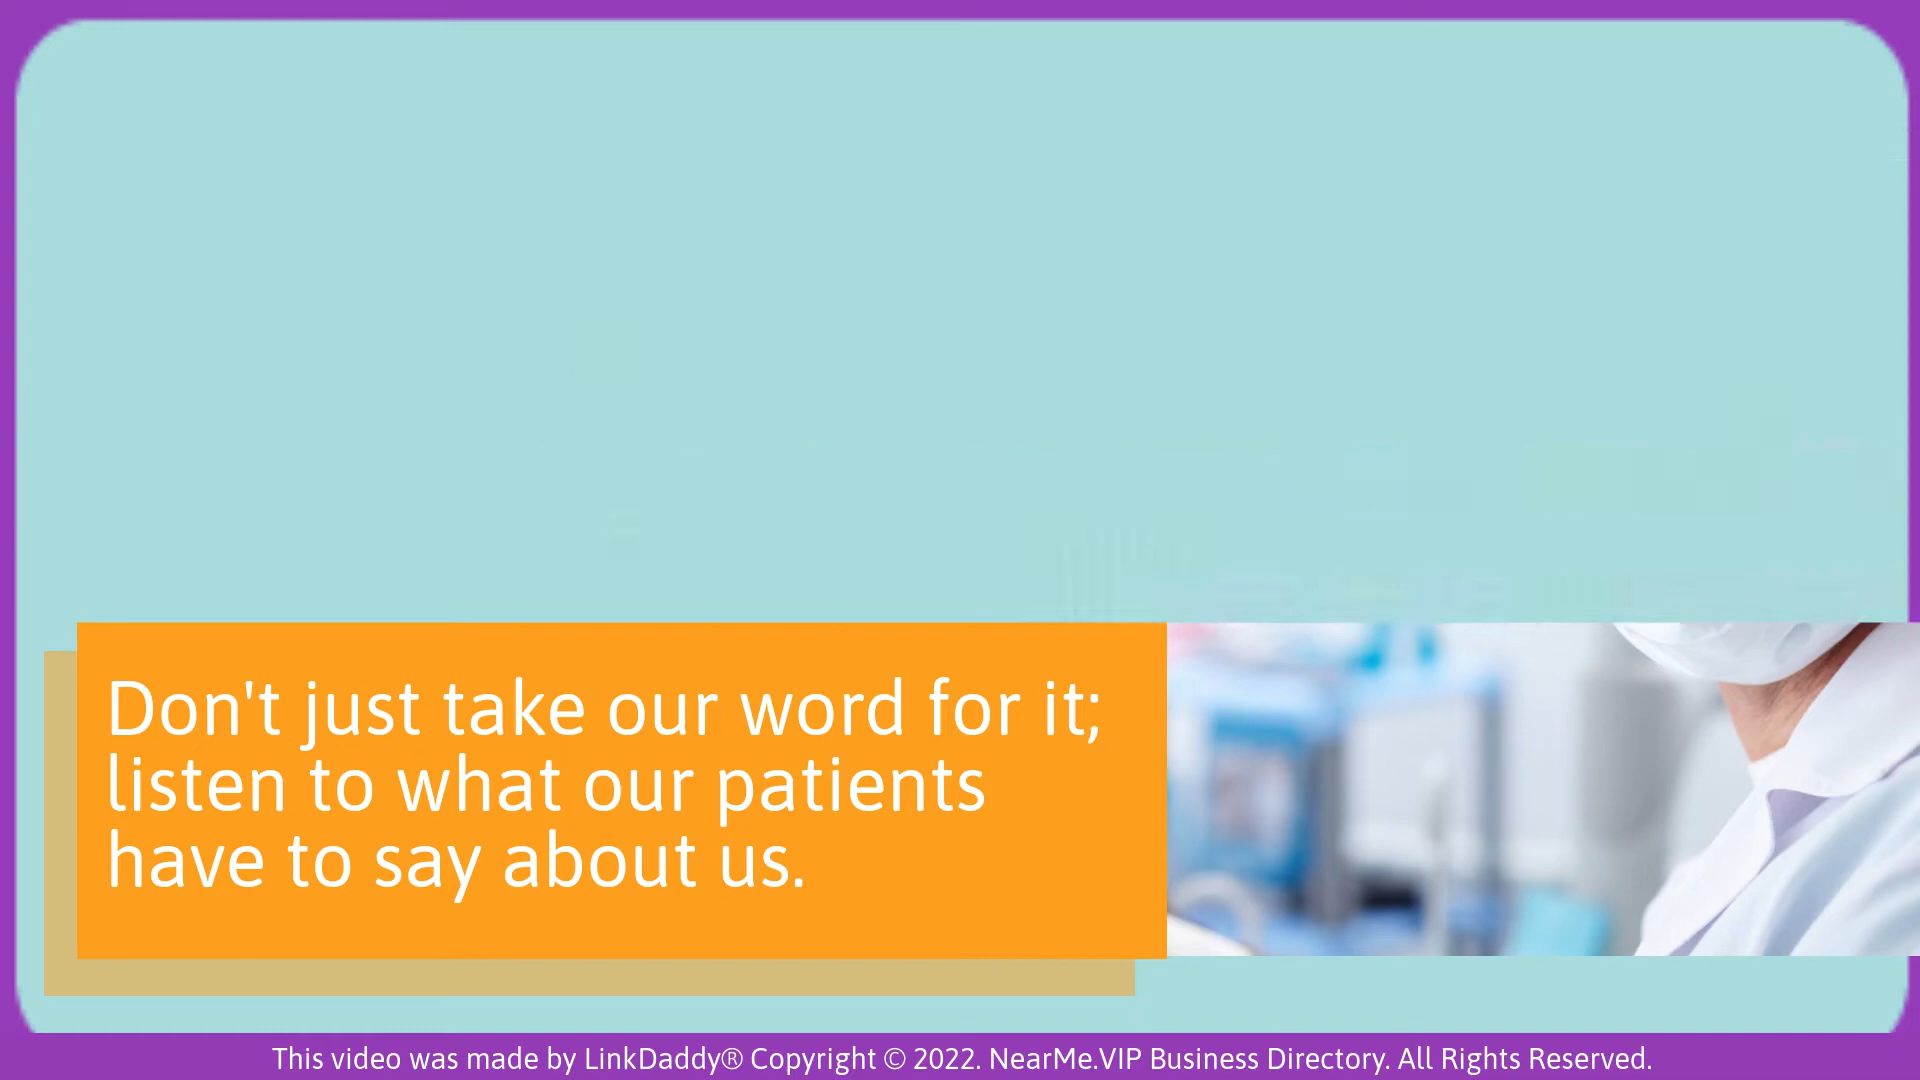 Don't just take our word for it;
listen to what our patients
have to say about us.
This video was made by LinkDaddy® Copyright © 2022. NearMe.VIP Business Directory. All Rights Reserved.